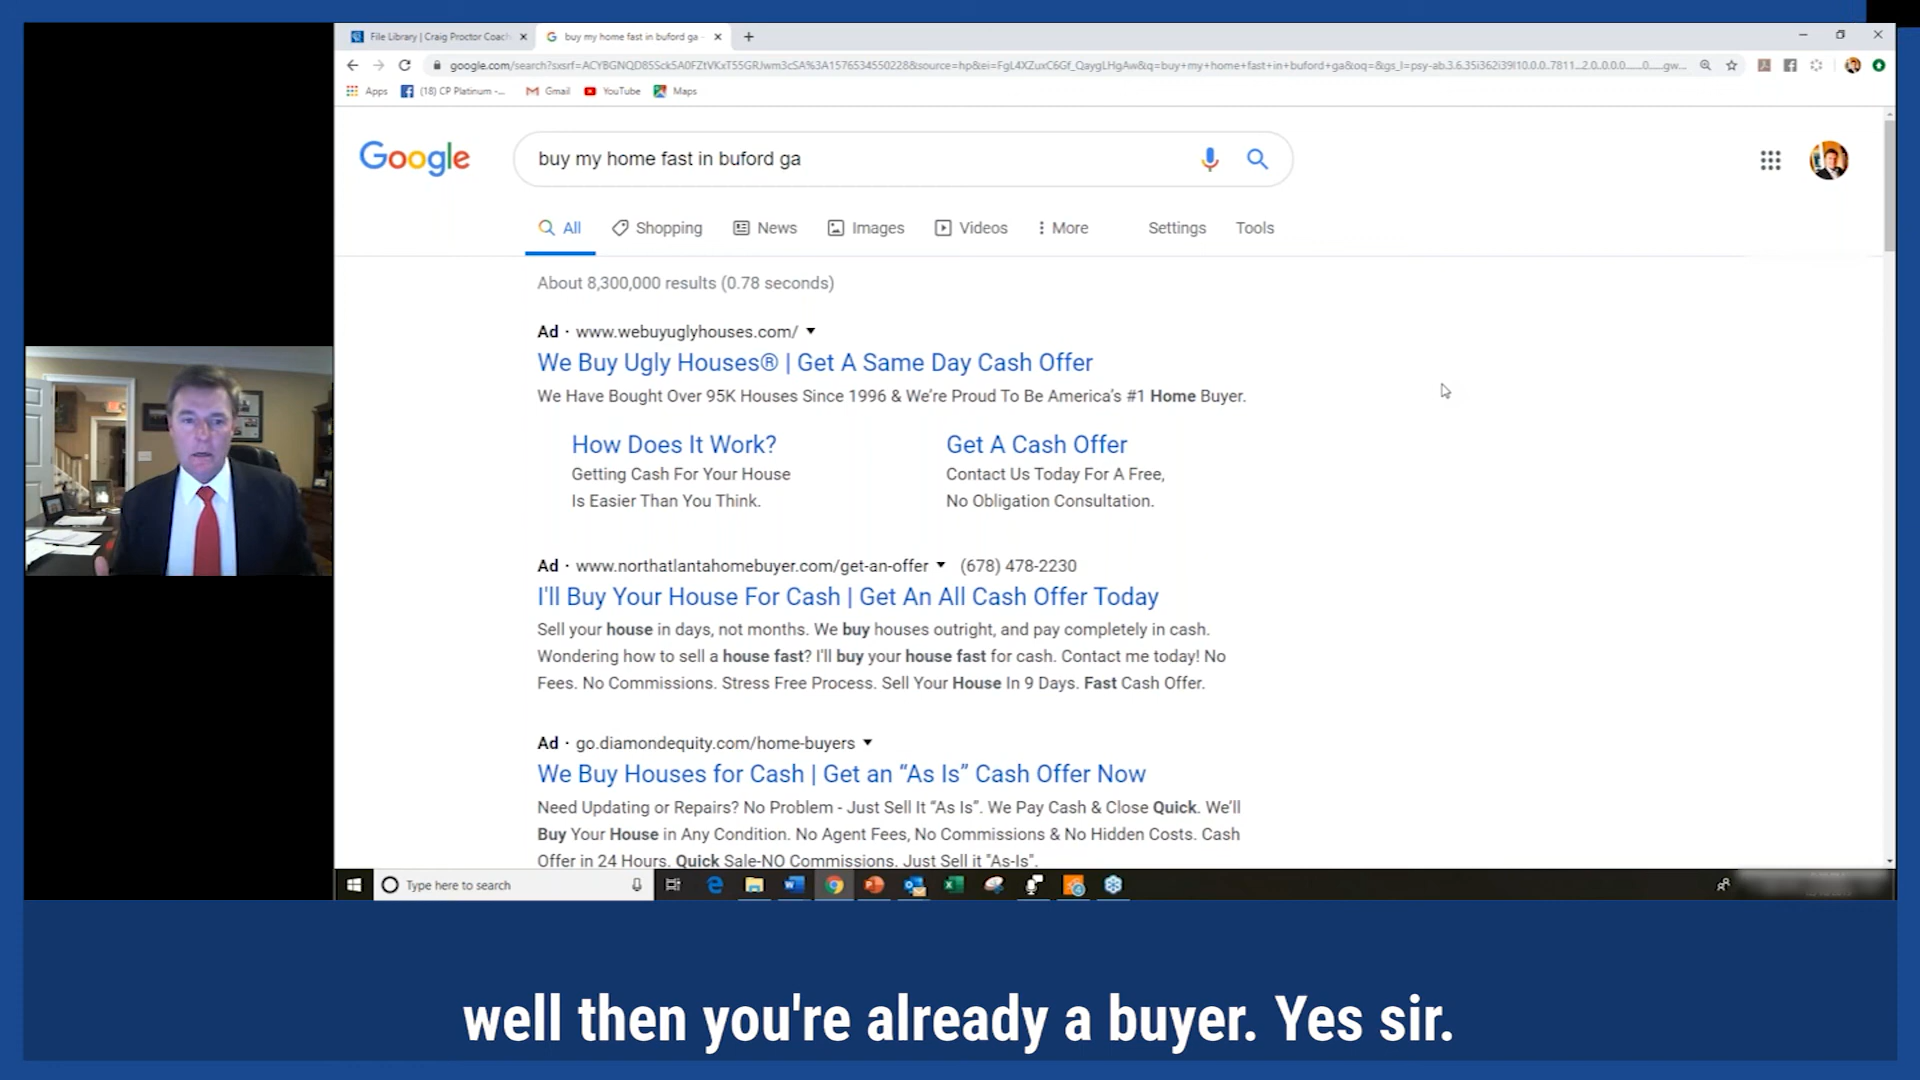 File Library | Craig Proctor Coach
buy my home fast in buford ga -
Apps
(18) CP Platinum -...
Gmail
YouTube
Maps
Google
buy my home fast in buford ga
All
Shopping
News
Images
Videos
More
Settings
Tools
About 8,300,000 results (0.78 seconds)
Ad · www.webuyuglyhouses.com/
We Buy Ugly Houses® | Get A Same Day Cash Offer
We Have Bought Over 95K Houses Since 1996 & We're Proud To Be America's #1 Home Buyer.
How Does It Work?
Getting Cash For Your House
Is Easier Than You Think.
Get A Cash Offer
Contact Us Today For A Free,
No Obligation Consultation.
Ad · www.northatlantahomebuyer.com/get-an-offer (678) 478-2230
I'll Buy Your House For Cash | Get An All Cash Offer Today
Sell your house in days, not months. We buy houses outright, and pay completely in cash.
Wondering how to sell a house fast? I'll buy your house fast for cash. Contact me today! No
Fees. No Commissions. Stress Free Process. Sell Your House In 9 Days. Fast Cash Offer.
Ad · go.diamondequity.com/home-buyers
We Buy Houses for Cash | Get an “As Is” Cash Offer Now
Need Updating or Repairs? No Problem - Just Sell It “As Is”. We Pay Cash & Close Quick. We'll
Buy Your House in Any Condition. No Agent Fees, No Commissions & No Hidden Costs. Cash
Offer in 24 Hours. Quick Sale-NO Commissions. Just Sell it "As-Is".
Type here to search
well then you're already a buyer. Yes sir.